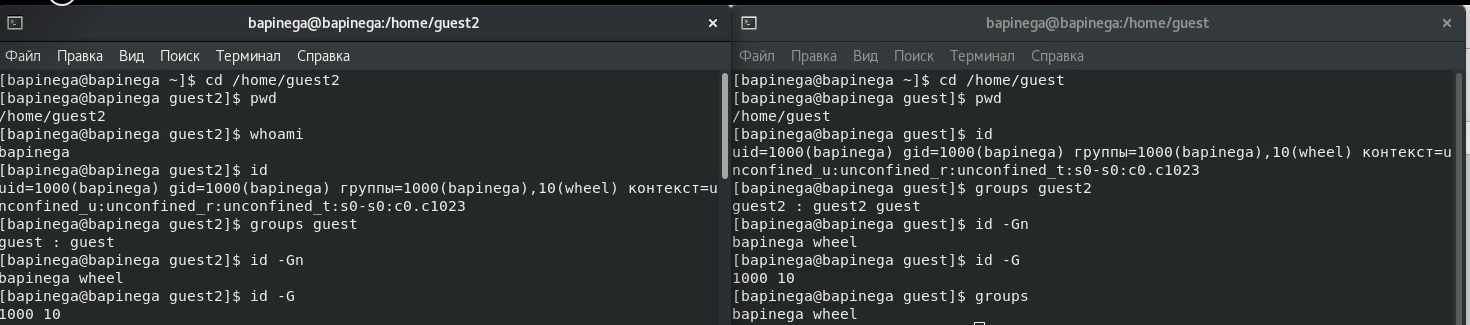 bapinega@bapinega:/home/guest2
Файл Правка Вид Поиск Терминал Справка
[bapinega@bapinega ~]$ cd /home/guest2
[bapinega@bapinega guest2]$ pwd
/home/guest2
[bapinega@bapinega guest2]$ whoami
bapinega
[bapinega@bapinega guest2]$ id
uid=1000(bapinega) gid=1000(bapinega) группы=1000(bapinega),10(wheel) контекст=u
nconfined_u:unconfined_r:unconfined_t:s0-s0:c0.c1023
[bapinega@bapinega guest2]$ groups guest
guest : guest
[bapinega@bapinega guest2]$ id -Gn
bapinega wheel
[bapinega@bapinega guest2]$ id -G
1000 10
bapinega@bapinega:/home/guest
Файл Правка Вид Поиск Терминал Справка
[bapinega@bapinega ~]$ cd /home/guest
[bapinega@bapinega guest]$ pwd
/home/guest
[bapinega@bapinega guest]$ id
uid=1000(bapinega) gid=1000(bapinega) группы=1000(bapinega),10(wheel) контекст=u
nconfined_u:unconfined_r:unconfined_t:s0-s0:c0.c1023
[bapinega@bapinega guest]$ groups guest2
guest2 : guest2 guest
[bapinega@bapinega guest]$ id -Gn
bapinega wheel
[bapinega@bapinega guest]$ id -G
1000 10
[bapinega@bapinega guest]$ groups
bapinega wheel